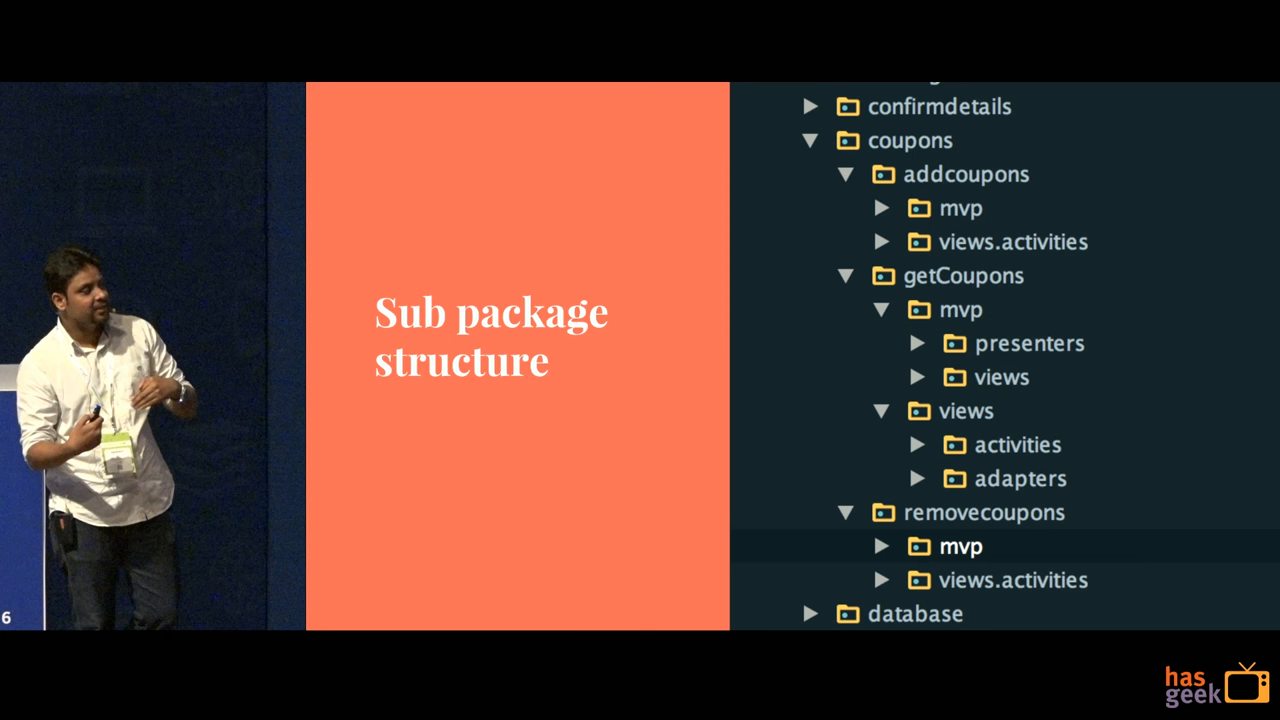 Sub package
structure
confirmdetails
coupons
addcoupons
mvp
views.activities
getCoupons
mvp
presenters
views
views
activities
adapters
removecoupons
mvp
views.activities
database
6
has
geek